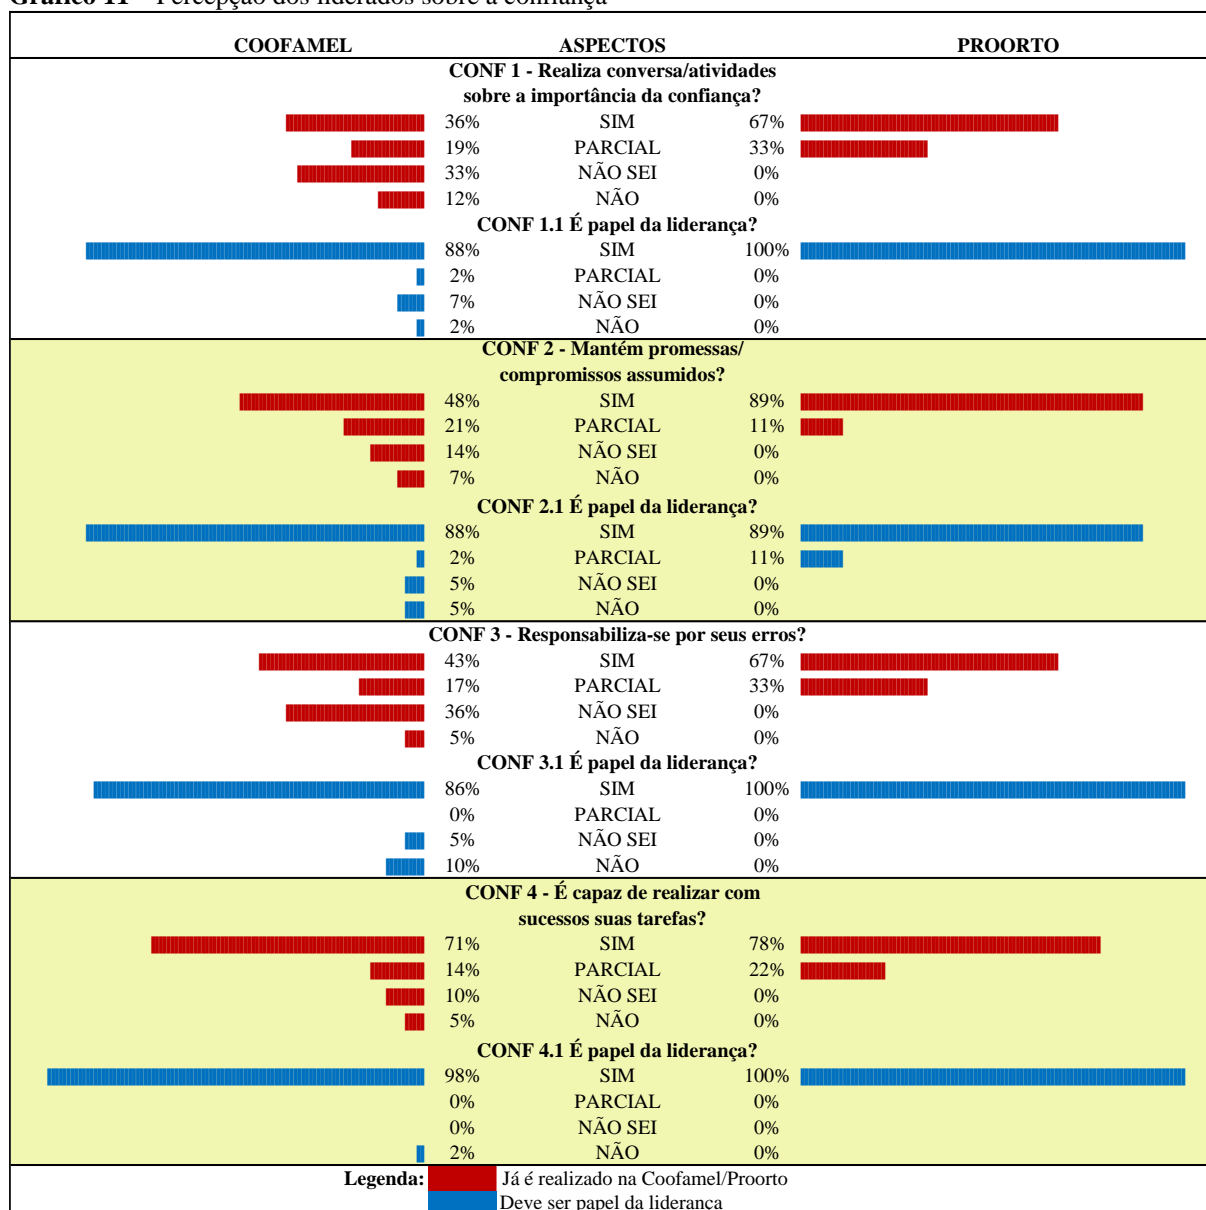 Gráfico 11 – Percepção dos liderados sobre a confiança
COOFAMEL ASPECTOS PROORTO
CONF 1 - Realiza conversa/atividades
sobre a importância da confiança?
36% SIM 67%
19% PARCIAL 33%
33% NÃO SEI 0%
12% NÃO 0%
CONF 1.1 É papel da liderança?
88% SIM 100%
2% PARCIAL 0%
7% NÃO SEI 0%
2% NÃO 0%
CONF 2 - Mantém promessas/
compromissos assumidos?
48% SIM 89%
21% PARCIAL 11%
14% NÃO SEI 0%
7% NÃO 0%
CONF 2.1 É papel da liderança?
88% SIM 89%
2% PARCIAL 11%
5% NÃO SEI 0%
5% NÃO 0%
CONF 3 - Responsabiliza-se por seus erros?
43% SIM 67%
17% PARCIAL 33%
36% NÃO SEI 0%
5% NÃO 0%
CONF 3.1 É papel da liderança?
86% SIM 100%
0% PARCIAL 0%
5% NÃO SEI 0%
10% NÃO 0%
CONF 4 - É capaz de realizar com
sucessos suas tarefas?
71% SIM 78%
14% PARCIAL 22%
10% NÃO SEI 0%
5% NÃO 0%
CONF 4.1 É papel da liderança?
98% SIM 100%
0% PARCIAL 0%
0% NÃO SEI 0%
2% NÃO 0%
Legenda: Já é realizado na Coofamel/Proorto
Deve ser papel da liderança